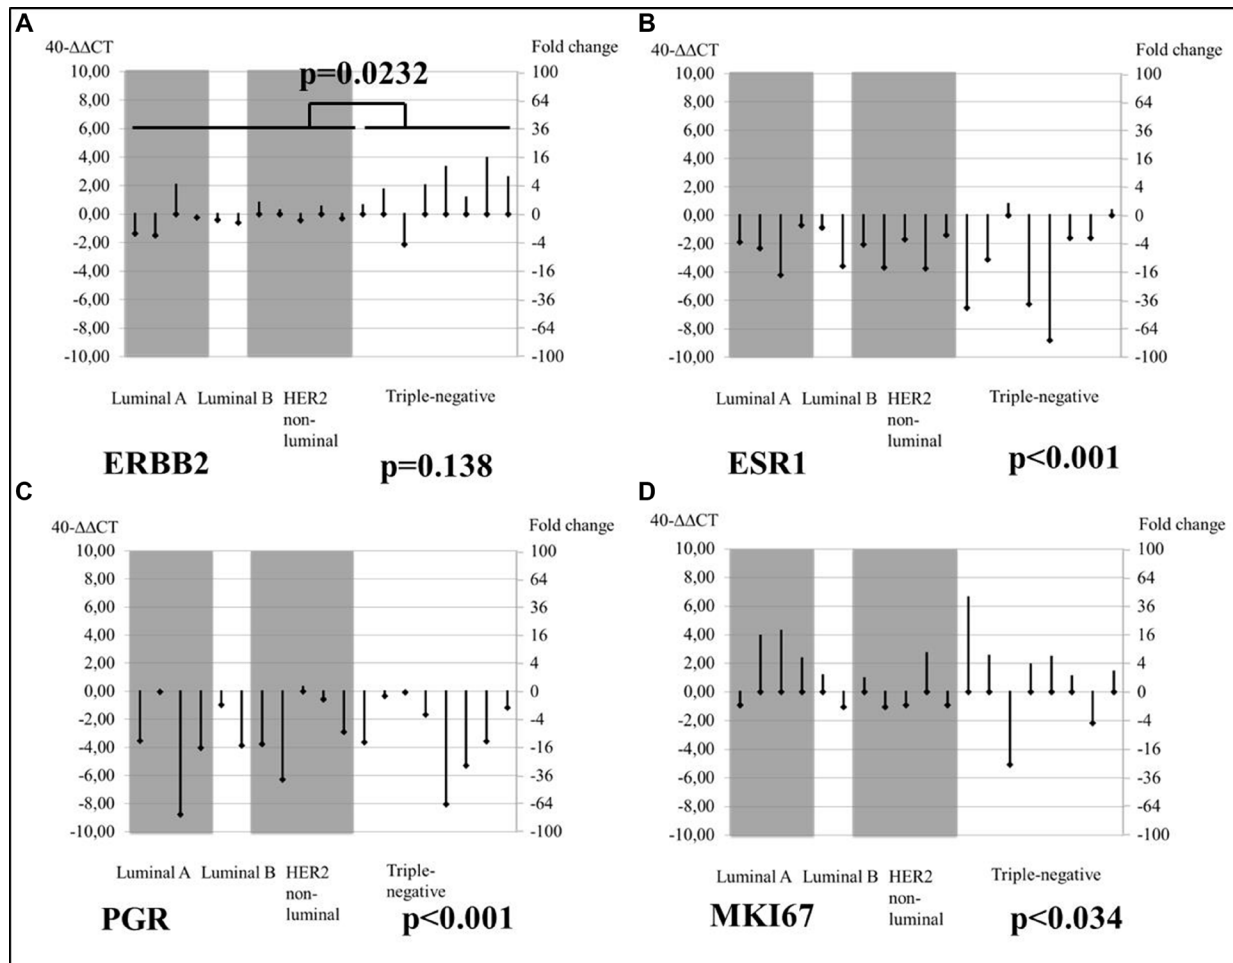 A
40-ΔΔCT
Fold change
p=0.0232
10,00
8,00
6,00
4,00
2,00
0,00
-2,00
-4,00
-6,00
-8,00
-10,00
100
64
36
16
4
0
-4
-16
-36
-64
-100
Luminal A
Luminal B
HER2
non-
luminal
Triple-negative
ERBB2
p=0.138
B
40-ΔΔCT
Fold change
10,00
8,00
6,00
4,00
2,00
0,00
-2,00
-4,00
-6,00
-8,00
-10,00
100
64
36
16
4
0
-4
-16
-36
-64
-100
Luminal A
Luminal B
HER2
non-
luminal
Triple-negative
ESR1
p<0.001
C
40-ΔΔCT
Fold change
10,00
8,00
6,00
4,00
2,00
0,00
-2,00
-4,00
-6,00
-8,00
-10,00
100
64
36
16
4
0
-4
-16
-36
-64
-100
Luminal A
Luminal B
HER2
non-
luminal
Triple-
negative
PGR
p<0.001
D
40-ΔΔCT
Fold change
10,00
8,00
6,00
4,00
2,00
0,00
-2,00
-4,00
-6,00
-8,00
-10,00
100
64
36
16
4
0
-4
-16
-36
-64
-100
Luminal A
Luminal B
HER2
non-
luminal
Triple-negative
MKI67
p<0.034